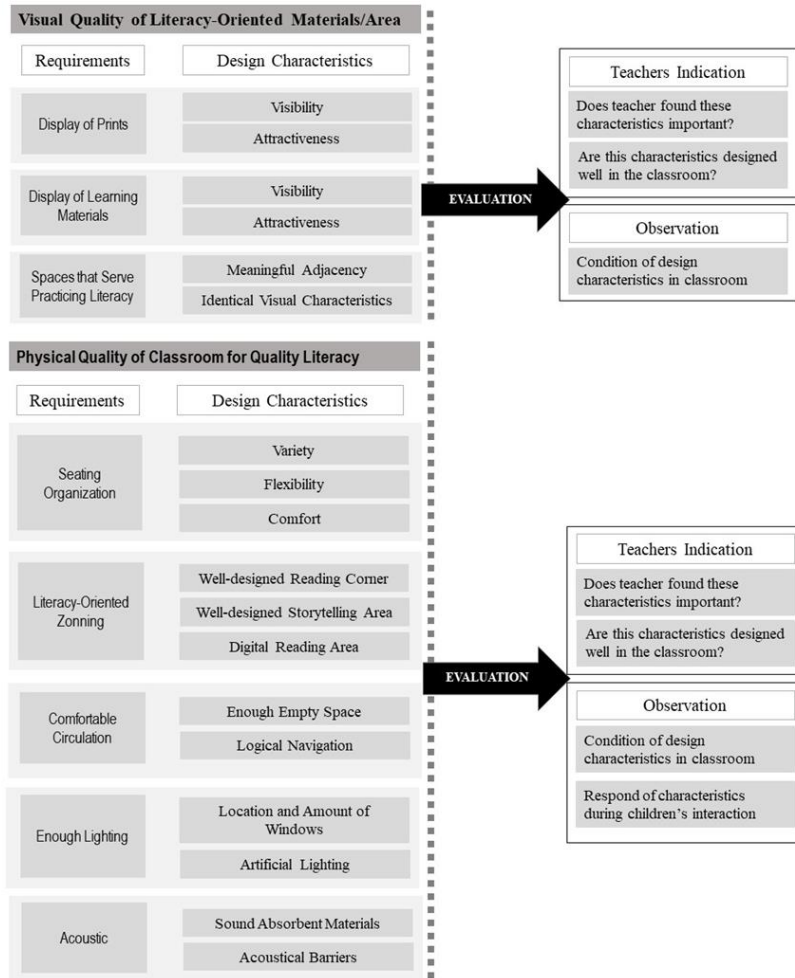 Visual Quality of Literacy-Oriented Materials/Area
Requirements
Design Characteristics
Display of Prints
Visibility
Attractiveness
Display of Learning
Materials
Visibility
Attractiveness
Spaces that Serve
Practicing Literacy
Meaningful Adjacency
Identical Visual Characteristics
EVALUATION
Teachers Indication
Does teacher found these
characteristics important?
Are this characteristics designed
well in the classroom?
Observation
Condition of design
characteristics in classroom
Physical Quality of Classroom for Quality Literacy
Requirements
Design Characteristics
Seating
Organization
Variety
Flexibility
Comfort
Literacy-Oriented
Zonning
Well-designed Reading Corner
Well-designed Storytelling Area
Digital Reading Area
Comfortable
Circulation
Enough Empty Space
Logical Navigation
Enough Lighting
Location and Amount of
Windows
Artificial Lighting
Acoustic
Sound Absorbent Materials
Acoustical Barriers
EVALUATION
Teachers Indication
Does teacher found these
characteristics important?
Are this characteristics designed
well in the classroom?
Observation
Condition of design
characteristics in classroom
Respond of characteristics
during children's interaction